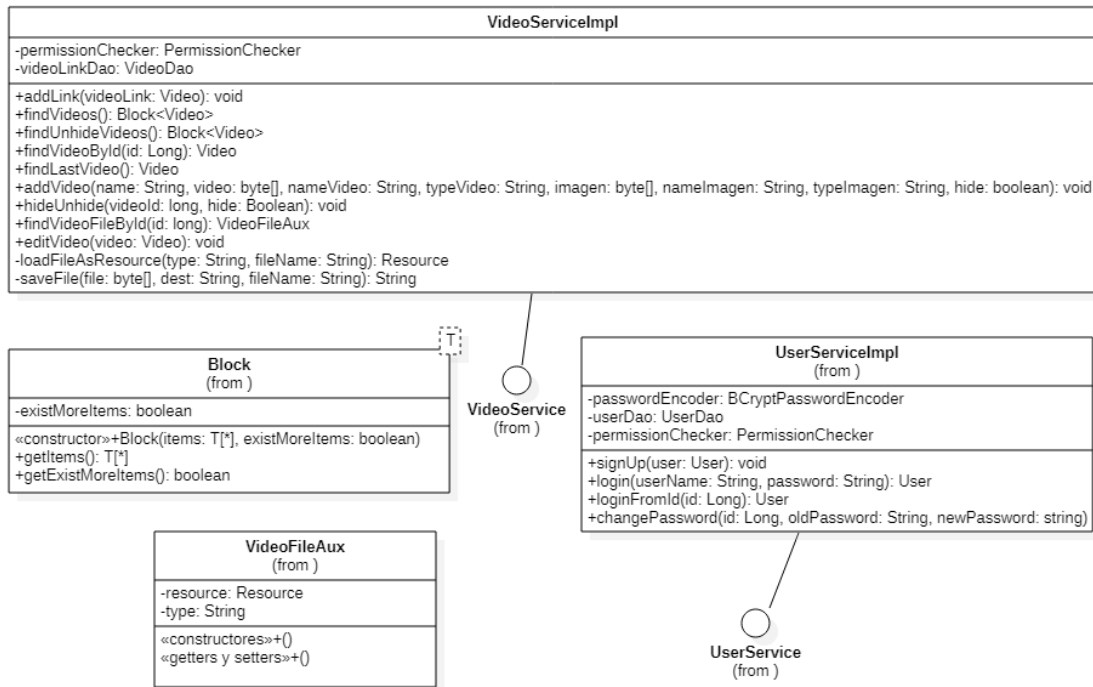 VideoServiceImpl
-permissionChecker: PermissionChecker
-videoLinkDao: VideoDao
+addLink(videoLink: Video): void
+findVideos(): Block<Video>
+findUnhideVideos(): Block<Video>
+findVideoById(id: Long): Video
+findLastVideo(): Video
+addVideo(name: String, video: byte[], nameVideo: String, typeVideo: String, imagen: byte[], nameImagen: String, typeImagen: String, hide: boolean): void
+hideUnhide(videoId: long, hide: Boolean): void
+findVideoFileById(id: long): VideoFileAux
+editVideo(video: Video): void
-loadFileAsResource(type: String, fileName: String): Resource
-saveFile(file: byte[], dest: String, fileName: String): String
T
Block
(from )
-existMoreItems: boolean
«constructor»+Block(items: T[*], existMoreItems: boolean)
+getItems(): T[*]
+getExistMoreItems(): boolean
VideoService
(from )
UserServiceImpl
(from )
-passwordEncoder: BCryptPasswordEncoder
-userDao: UserDao
-permissionChecker: PermissionChecker
+signUp(user: User): void
+login(userName: String, password: String): User
+loginFromId(id: Long): User
+changePassword(id: Long, oldPassword: String, newPassword: string)
VideoFileAux
(from )
-resource: Resource
-type: String
«constructores»+()
«getters y setters»+()
UserService
(from )